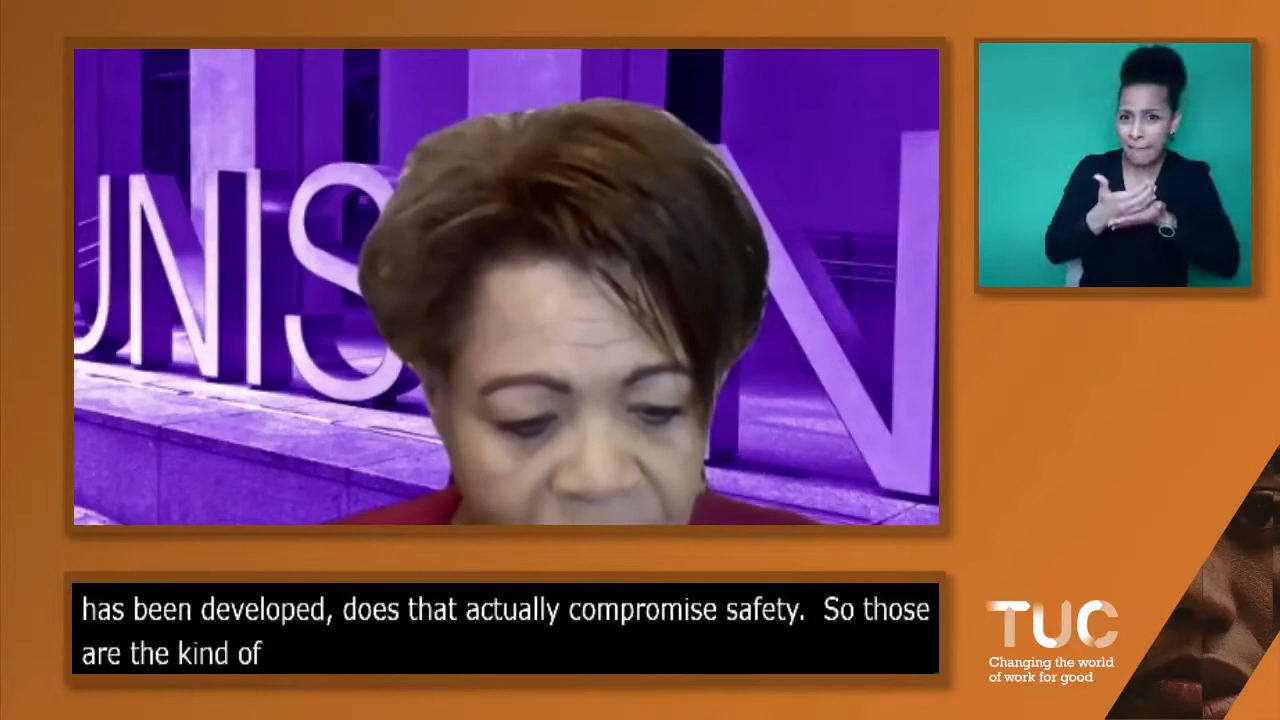 UNIS N
has been developed, does that actually compromise safety.  So those
are the kind of
TUC
Changing the world
of work for good